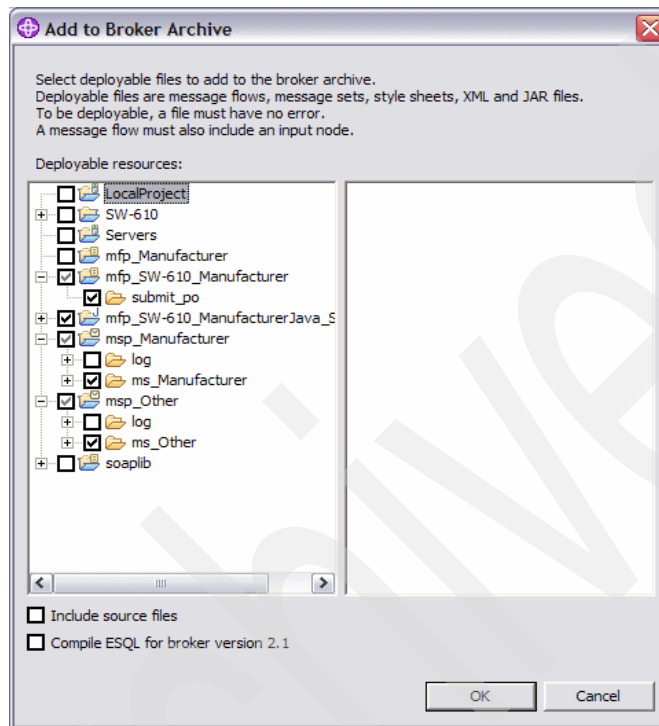 Add to Broker Archive
Select deployable files to add to the broker archive.
Deployable files are message flows, message sets, style sheets, XML and JAR files.
To be deployable, a file must have no error.
A message flow must also include an input node.
Deployable resources:
LocalProject
SW-610
Servers
mfp_Manufacturer
mfp_SW-610_Manufacturer
submit_po
mfp_SW-610_ManufacturerJava_S
msp_Manufacturer
log
ms_Manufacturer
msp_Other
log
ms_Other
soaplib
Include source files
Compile ESQL for broker version 2.1
OK
Cancel